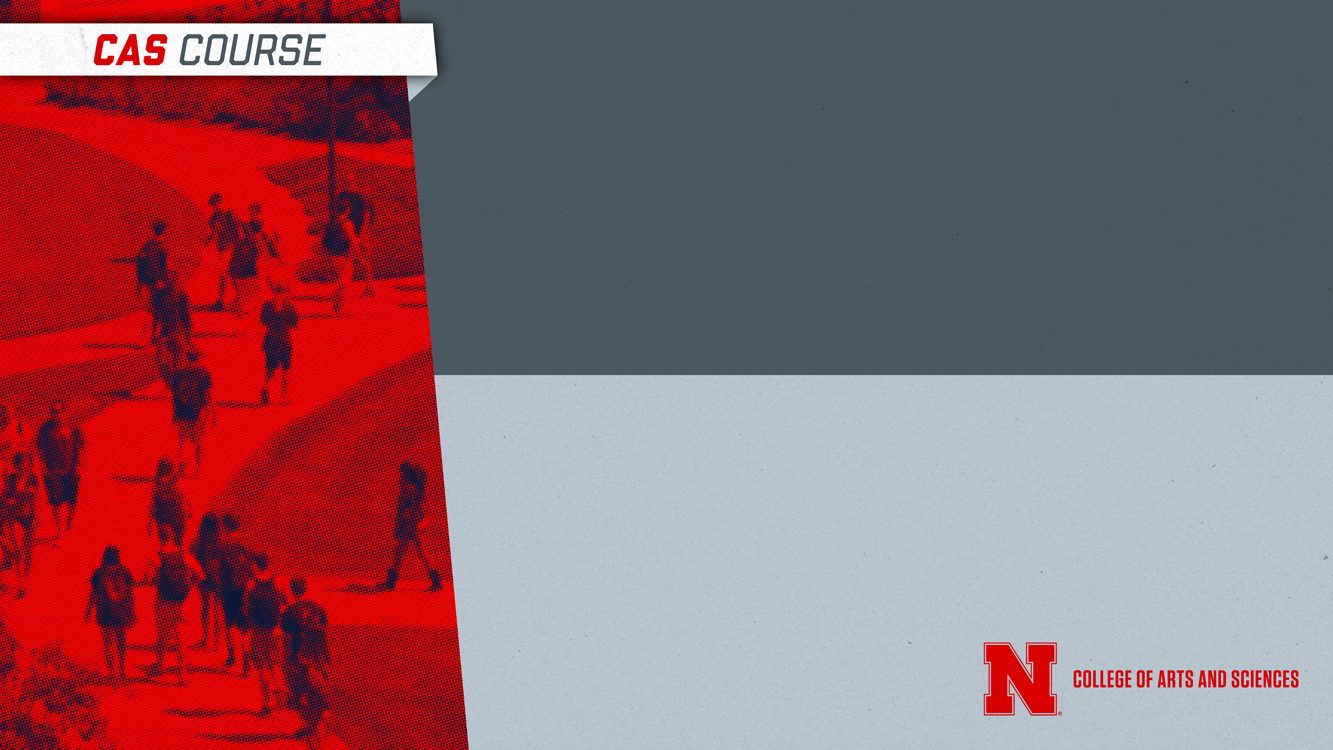 CAS COURSE
N
COLLEGE OF ARTS AND SCIENCES